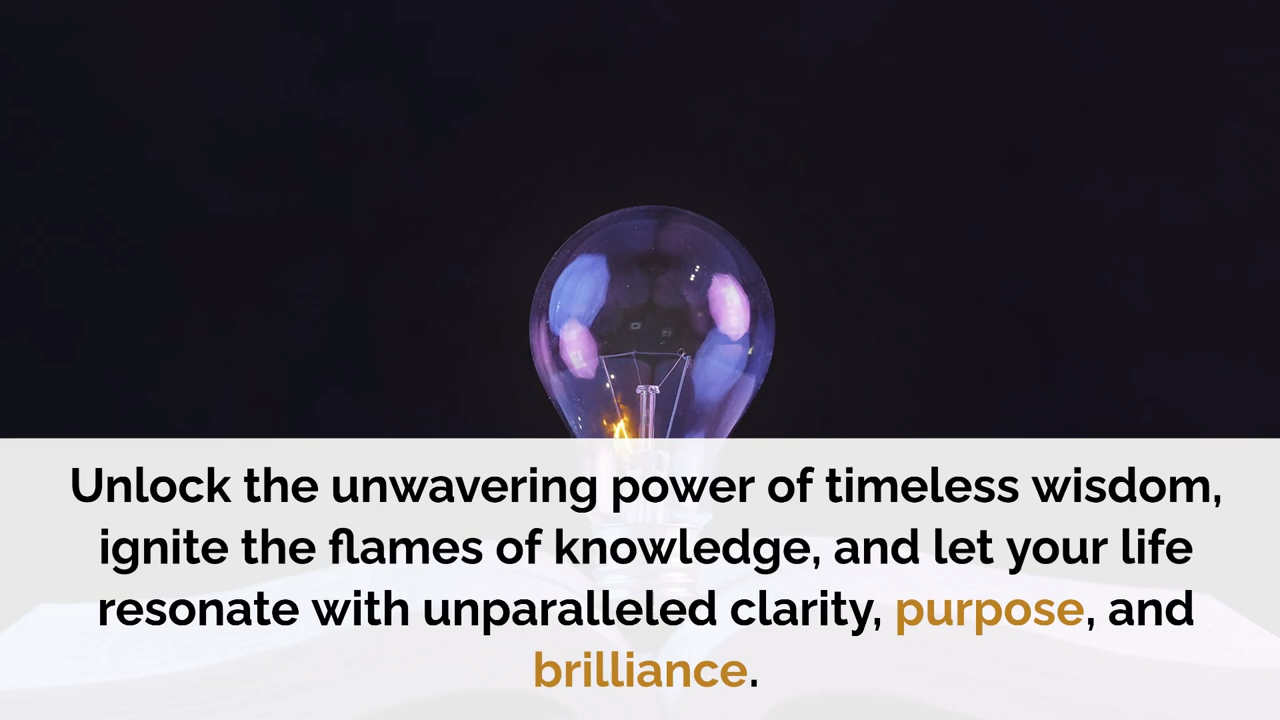 Unlock the unwavering power of timeless wisdom,
ignite the flames of knowledge, and let your life
resonate with unparalleled clarity, purpose, and
brilliance.